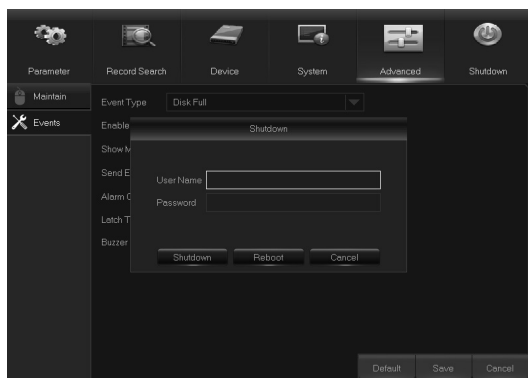 Parameter Record Search Device System Advanced Shutdown
Maintain
Events
Event Type Disk Full
Enable
Show M
Send E
Alarm O
Latch T
Buzzer
Shutdown
User Name
Password
Shutdown Reboot Cancel
Default Save Cancel